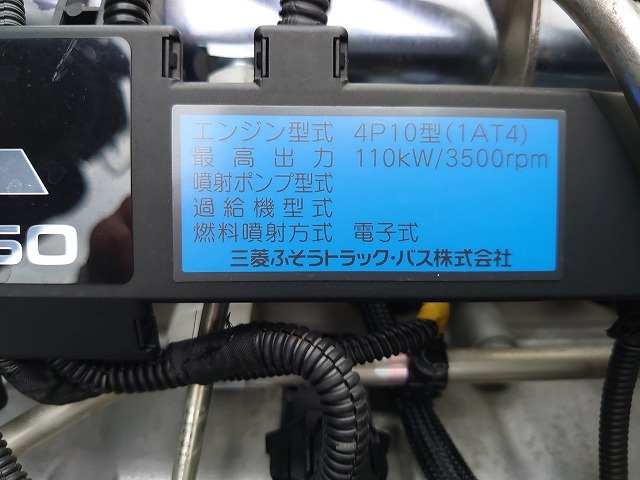 エンジン型式 4P10型(1AT4)
最高出力 110kW/3500rpm
噴射ポンプ型式
過給機型式
燃料噴射方式 電子式
三菱ふそうトラック・バス株式会社
50